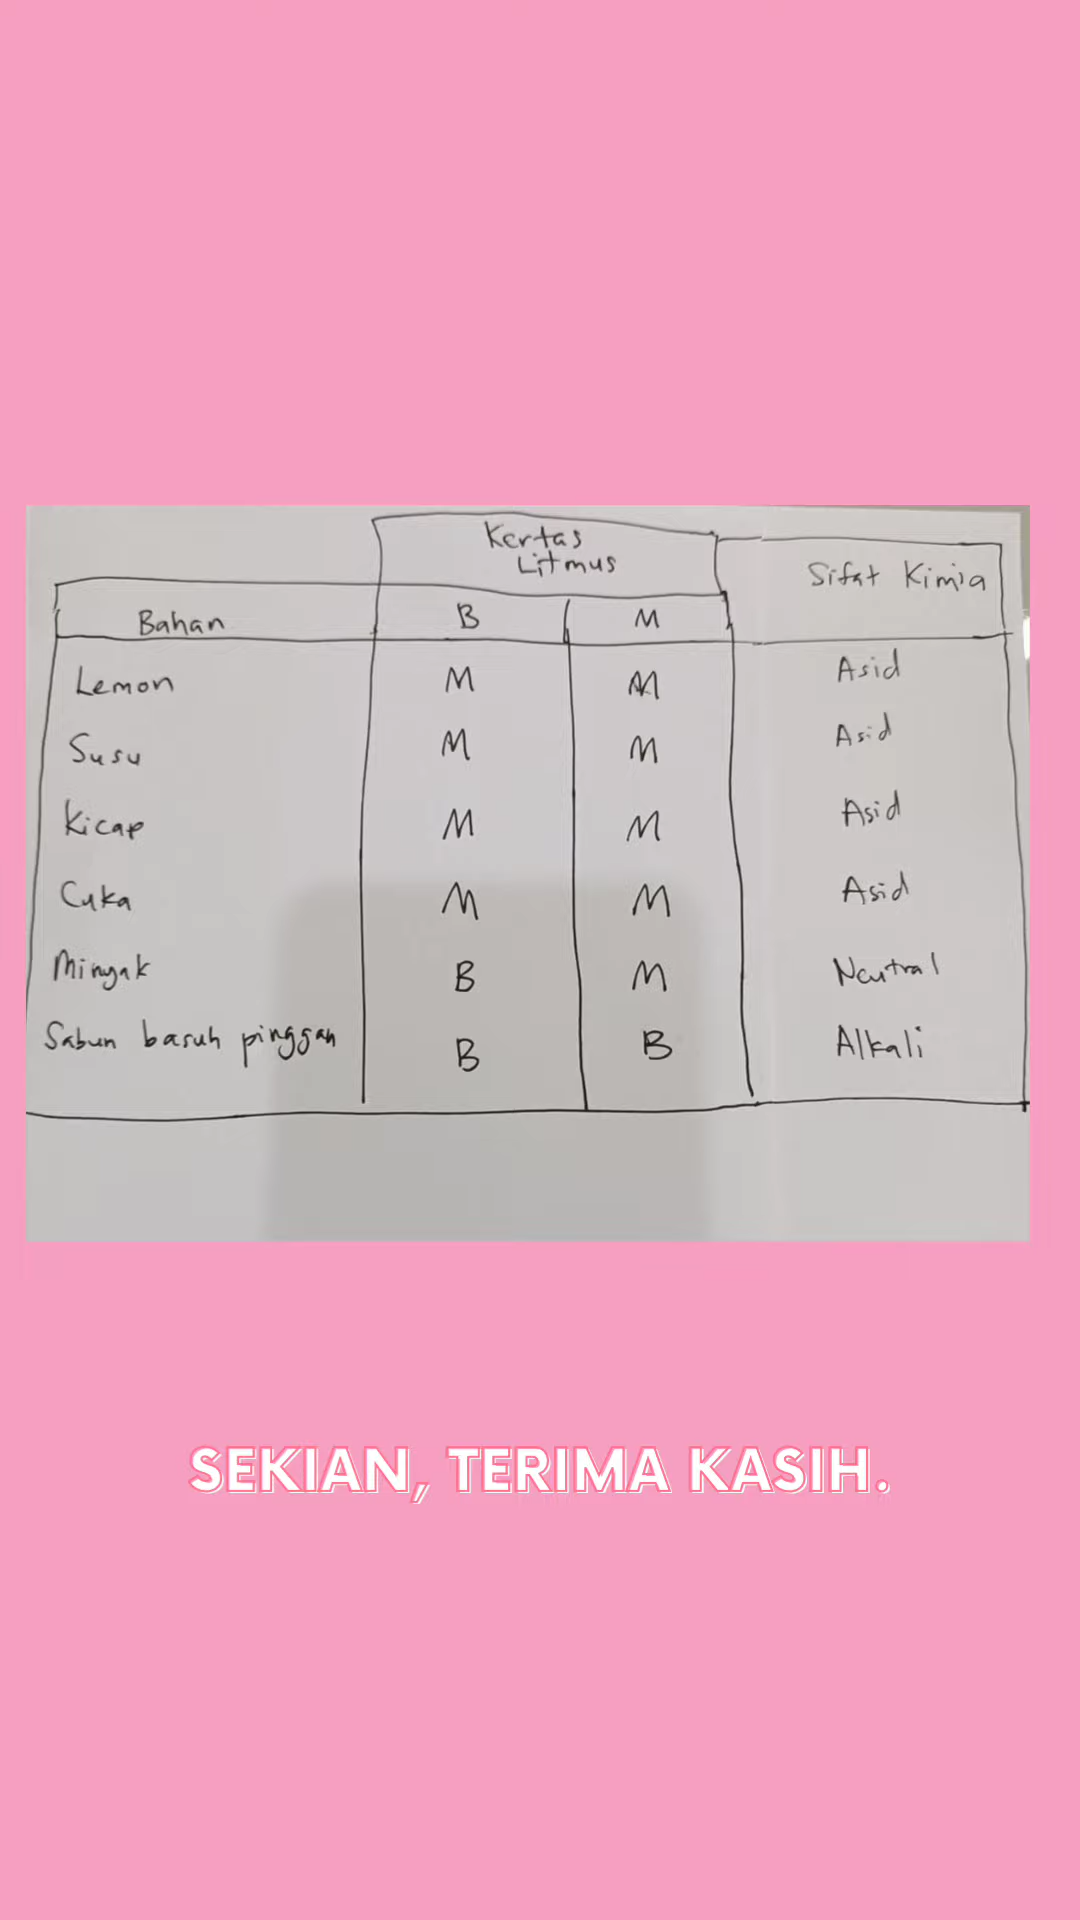 Kertas
Litmus
Sifat Kimia
Bahan B M
Lemon M M Asid
Susu M M Asid
Kicap M M Asid
Cuka M M Asid
Minyak B M Neutral
Sabun basuh pinggan B B Alkali
SEKIAN, TERIMA KASIH.